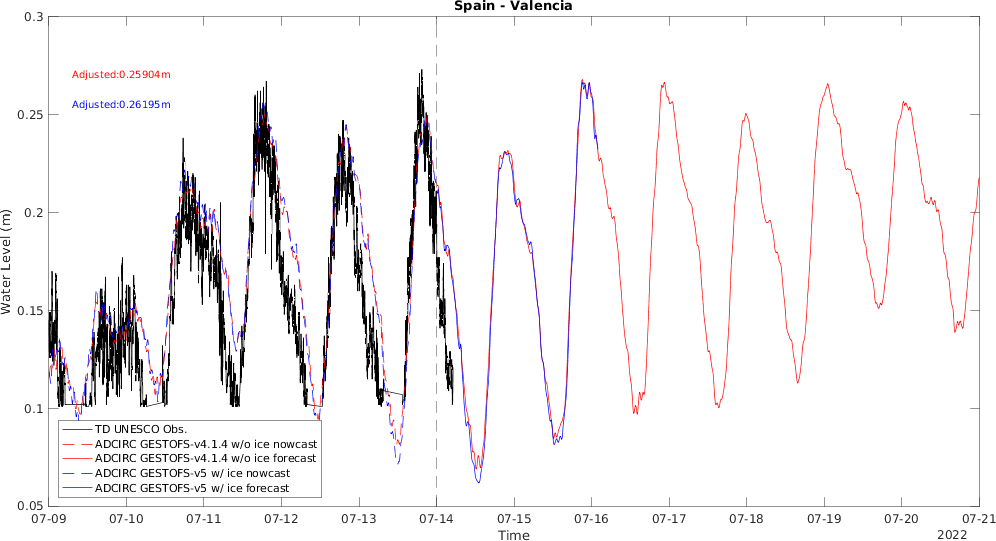 Spain - Valencia
0.3
Adjusted:0.25904m
Adjusted:0.26195m
0.25
0.2
Water Level (m)
0.15
0.1
0.05
TD UNESCO Obs.
ADCIRC GESTOFS-v4.1.4 w/o ice nowcast
ADCIRC GESTOFS-v4.1.4 w/o ice forecast
ADCIRC GESTOFS-v5 w/ ice nowcast
ADCIRC GESTOFS-v5 w/ ice forecast
07-09 07-10 07-11 07-12 07-13 07-14 07-15 07-16 07-17 07-18 07-19 07-20 07-21
Time
2022